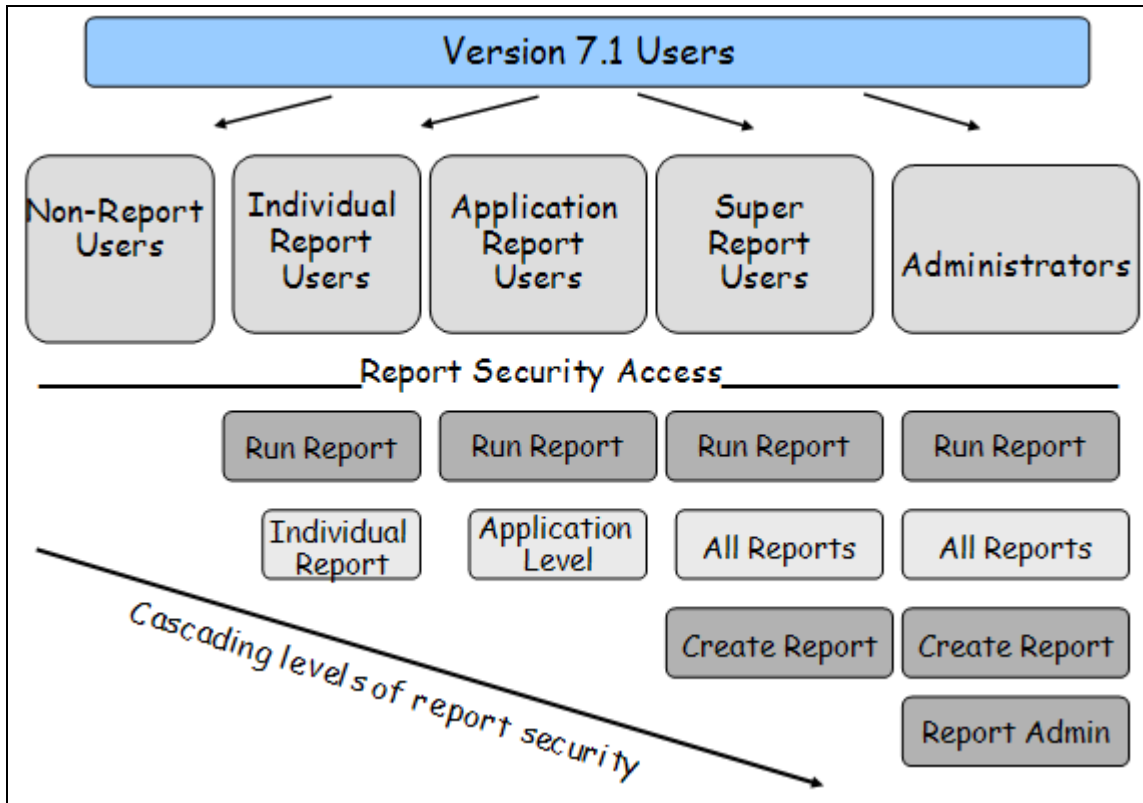 Version 7.1 Users
Non-Report
Users
Individual
Report
Users
Application
Report
Users
Super
Report
Users
Administrators
Report Security Access
Run Report
Run Report
Run Report
Run Report
Individual
Report
Application
Level
All Reports
All Reports
Create Report
Create Report
Report Admin
Cascading levels of report security